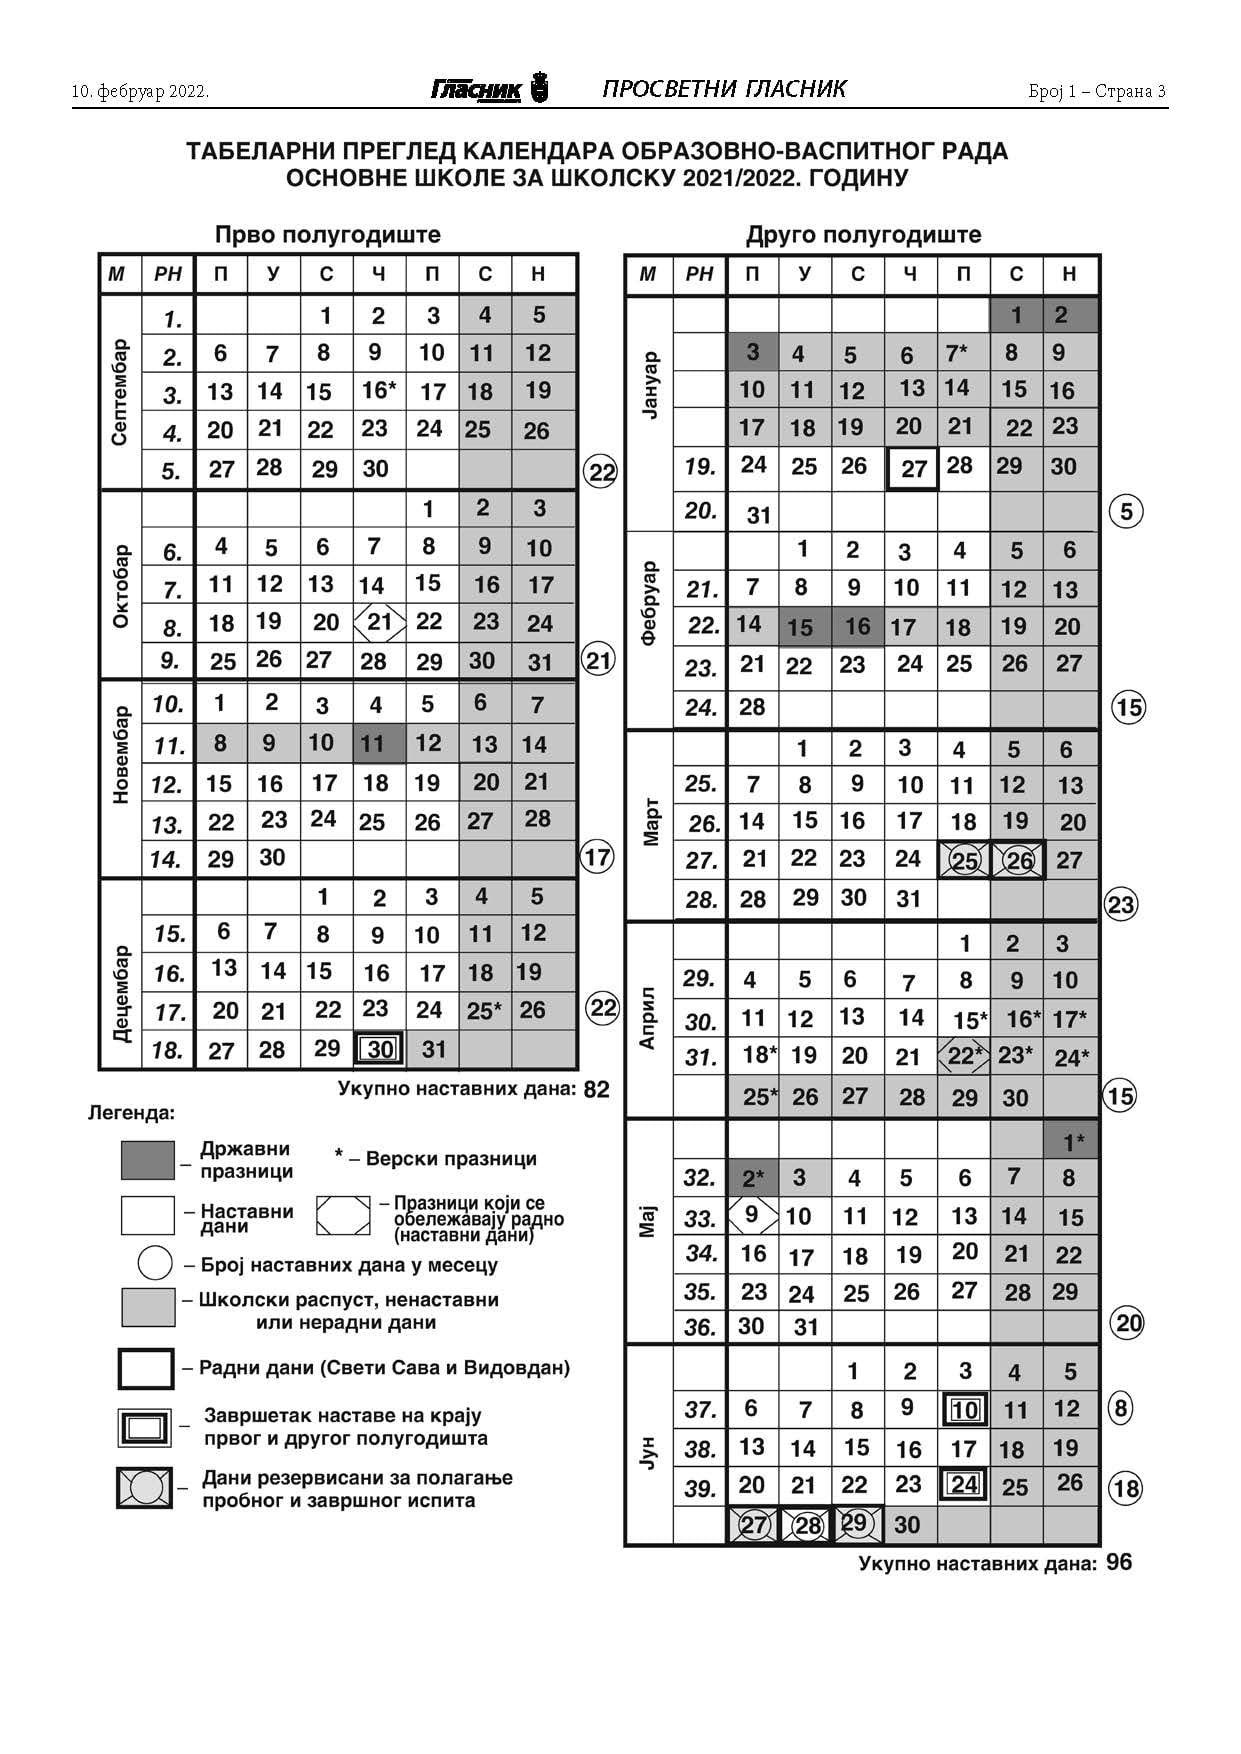 10. фебруар 2022. Гласник ПРОСВЕТНИ ГЛАСНИК Број 1 – Страна 3
ТАБЕЛАРНИ ПРЕГЛЕД КАЛЕНДАРА ОБРАЗОВНО-ВАСПИТНОГ РАДА
ОСНОВНЕ ШКОЛЕ ЗА ШКОЛСКУ 2021/2022. ГОДИНУ
Прво полугодиште
М РН П У С Ч П С Н
Септембар
1. 1 2 3 4 5
2. 6 7 8 9 10 11 12
3. 13 14 15 16* 17 18 19
4. 20 21 22 23 24 25 26
5. 27 28 29 30 22
Октобар
1 2 3
6. 4 5 6 7 8 9 10
7. 11 12 13 14 15 16 17
8. 18 19 20 21 22 23 24
9. 25 26 27 28 29 30 31 21
Новембар
10. 1 2 3 4 5 6 7
11. 8 9 10 11 12 13 14
12. 15 16 17 18 19 20 21
13. 22 23 24 25 26 27 28
14. 29 30 17
Децембар
1 2 3 4 5
15. 6 7 8 9 10 11 12
16. 13 14 15 16 17 18 19
17. 20 21 22 23 24 25* 26 22
18. 27 28 29 30 31
Укупно наставних дана: 82
Легенда:
– Државни
празници
* – Верски празници
– Наставни
дани
– Празници који се
обележавају радно
(наставни дани)
– Број наставних дана у месецу
– Школски распуст, ненаставни
или нерадни дани
– Радни дани (Свети Сава и Видовдан)
– Завршетак наставе на крају
првог и другог полугодишта
– Дани резервисани за полагање
пробног и завршног испита
Друго полугодиште
М РН П У С Ч П С Н
Јануар
1 2
3 4 5 6 7* 8 9
10 11 12 13 14 15 16
17 18 19 20 21 22 23
19. 24 25 26 27 28 29 30
20. 31 5
Фебруар
1 2 3 4 5 6
21. 7 8 9 10 11 12 13
22. 14 15 16 17 18 19 20
23. 21 22 23 24 25 26 27
24. 28 15
Март
1 2 3 4 5 6
25. 7 8 9 10 11 12 13
26. 14 15 16 17 18 19 20
27. 21 22 23 24 25 26 27
28. 28 29 30 31 23
Април
1 2 3
29. 4 5 6 7 8 9 10
30. 11 12 13 14 15* 16* 17*
31. 18* 19 20 21 22* 23* 24*
25* 26 27 28 29 30 15
Мај
1*
32. 2* 3 4 5 6 7 8
33. 9 10 11 12 13 14 15
34. 16 17 18 19 20 21 22
35. 23 24 25 26 27 28 29
36. 30 31 20
Јун
1 2 3 4 5
37. 6 7 8 9 10 11 12 8
38. 13 14 15 16 17 18 19
39. 20 21 22 23 24 25 26 18
27 28 29 30
Укупно наставних дана: 96